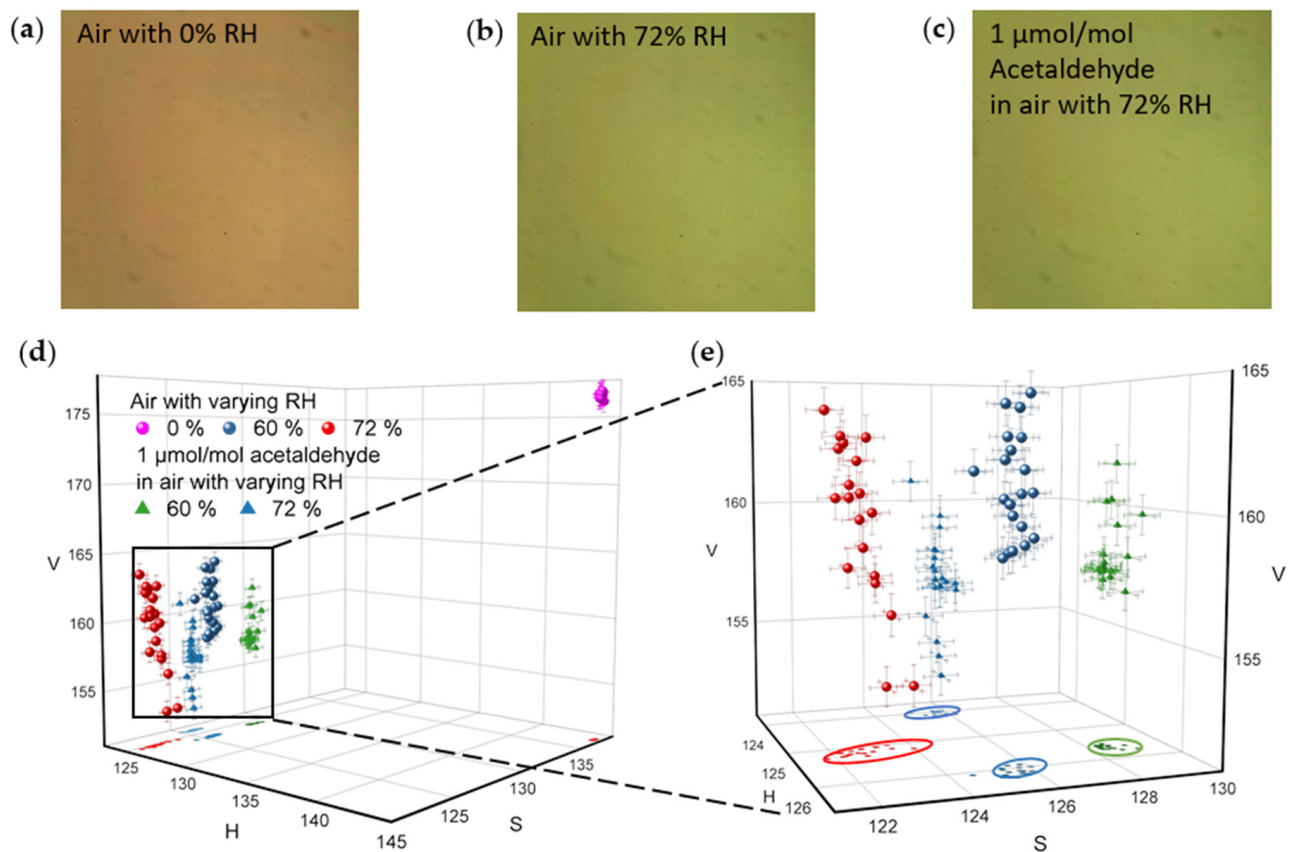 (a)
Air with 0% RH
(b)
Air with 72% RH
(c)
1 μmol/mol
Acetaldehyde
in air with 72% RH
(d)
Air with varying RH
0 % 60 % 72 %
1 μmol/mol acetaldehyde
in air with varying RH
60 % 72 %
V
175
170
165
160
155
125
130
135
140
145
H
125
130
135
S
(e)
165
160
155
V
165
160
155
V
124
125
126
H
122
124
126
128
130
S